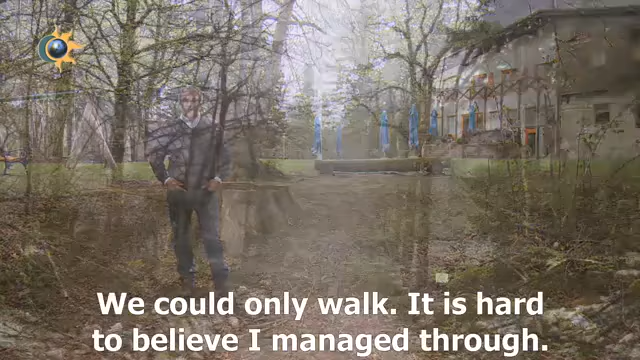 We could only walk. It is hard
to believe I managed through.